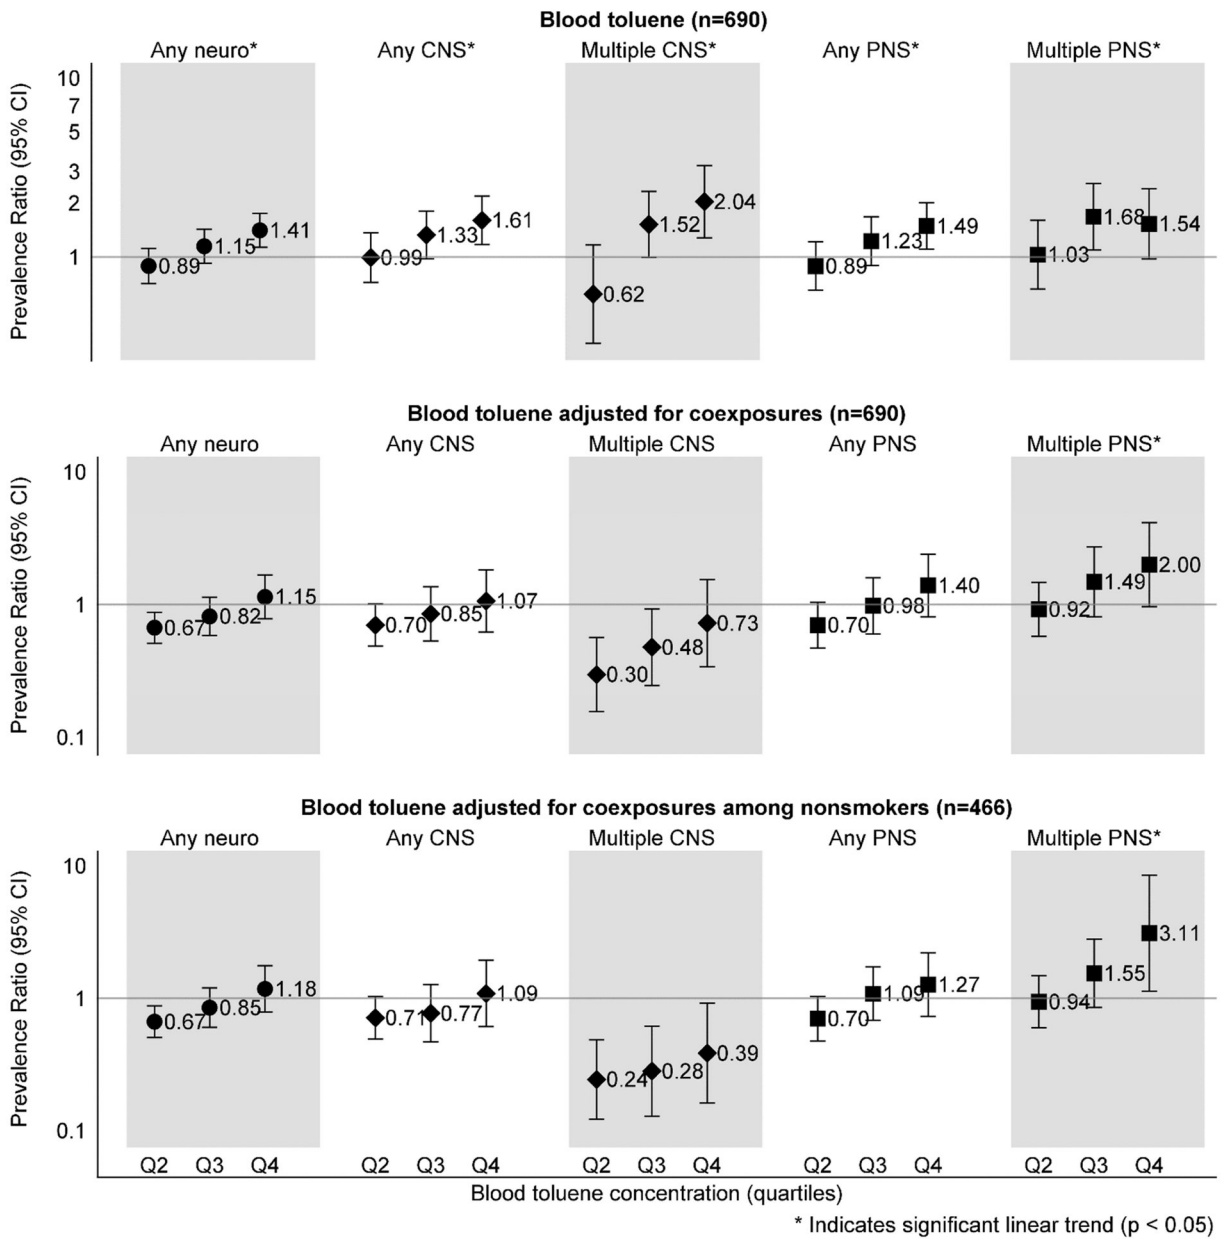 Blood toluene (n=690)
Any neuro* Any CNS* Multiple CNS* Any PNS* Multiple PNS*
Prevalence Ratio (95% CI)
10
7
5
3
2
1
0.89 1.15 1.41
0.99 1.33 1.61
0.62 1.52 2.04
0.89 1.23 1.49
1.03 1.68 1.54
Blood toluene adjusted for coexposures (n=690)
Any neuro Any CNS Multiple CNS Any PNS Multiple PNS*
Prevalence Ratio (95% CI)
10
1
0.1
0.67 0.82 1.15
0.70 0.85 1.07
0.30 0.48 0.73
0.70 0.98 1.40
0.92 1.49 2.00
Blood toluene adjusted for coexposures among nonsmokers (n=466)
Any neuro Any CNS Multiple CNS Any PNS Multiple PNS*
Prevalence Ratio (95% CI)
10
1
0.1
0.67 0.85 1.18
0.71 0.77 1.09
0.24 0.28 0.39
0.70 1.09 1.27
0.94 1.55 3.11
Q2 Q3 Q4 Q2 Q3 Q4 Q2 Q3 Q4 Q2 Q3 Q4 Q2 Q3 Q4
Blood toluene concentration (quartiles)
* Indicates significant linear trend (p < 0.05)